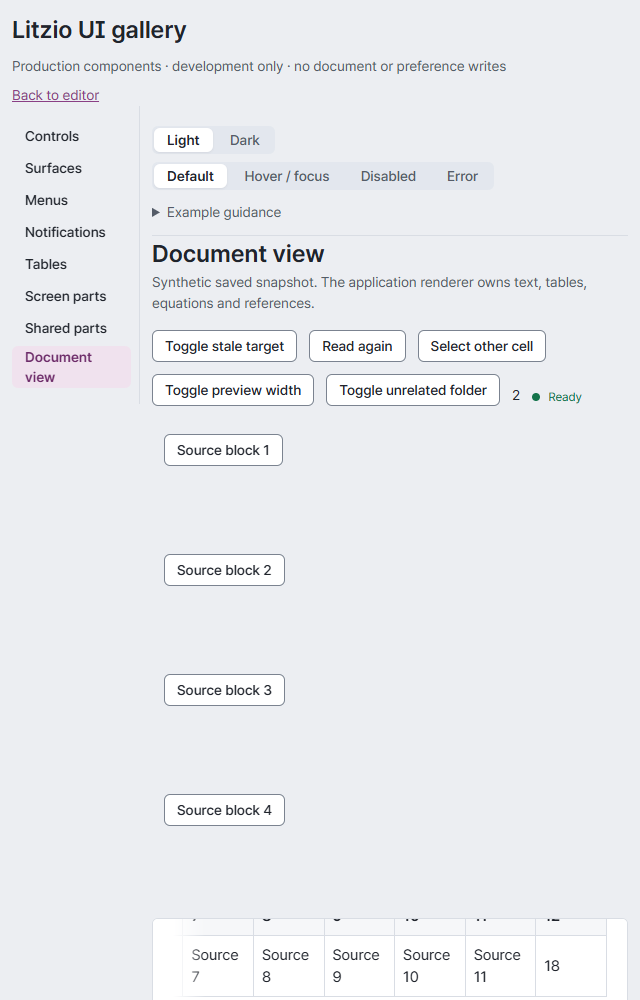 Litzio UI gallery
Production components · development only · no document or preference writes
Back to editor
Controls
Surfaces
Menus
Notifications
Tables
Screen parts
Shared parts
Document
view
Light Dark
Default Hover / focus Disabled Error
Example guidance
Document view
Synthetic saved snapshot. The application renderer owns text, tables,
equations and references.
Toggle stale target Read again Select other cell
Toggle preview width Toggle unrelated folder 2 Ready
Source block 1
Source block 2
Source block 3
Source block 4
Source Source Source Source Source 18
7 8 9 10 11